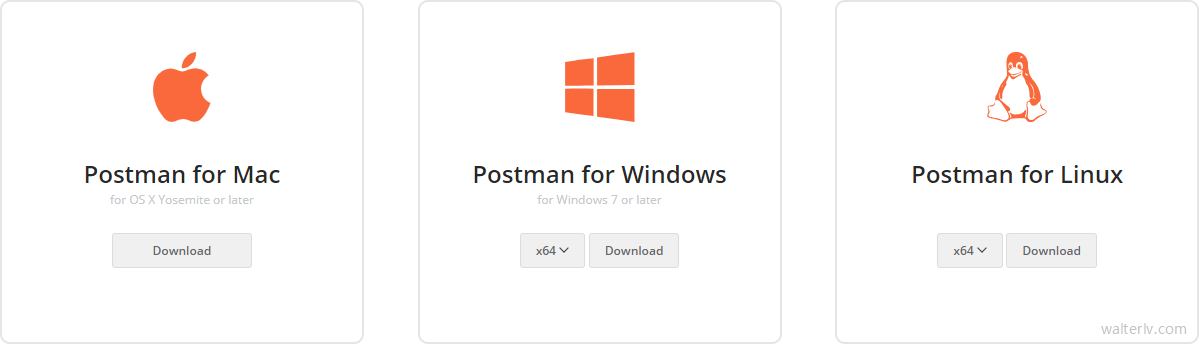 Postman for Mac
for OS X Yosemite or later
Download
Postman for Windows
for Windows 7 or later
x64 Download
Postman for Linux
x64 Download
walterlv.com